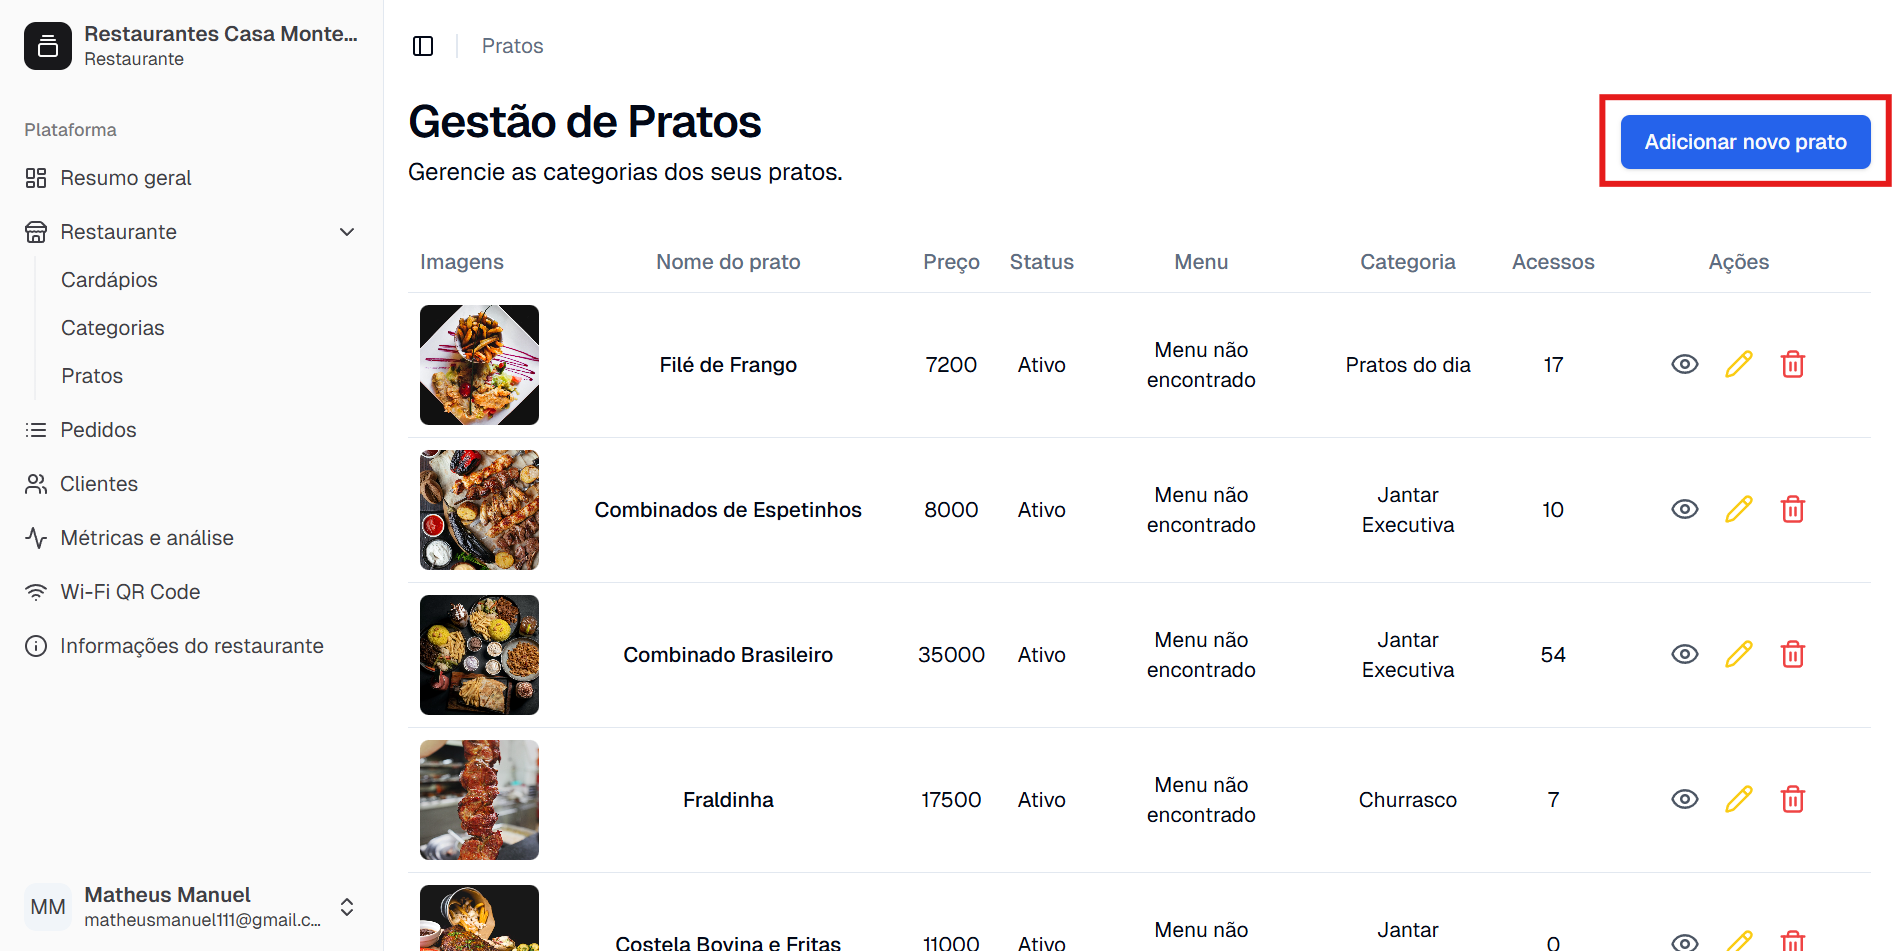 Restaurantes Casa Monte...
Restaurante
Plataforma
Resumo geral
Restaurante
Cardápios
Categorias
Pratos
Pedidos
Clientes
Métricas e análise
Wi-Fi QR Code
Informações do restaurante
MM
Matheus Manuel
matheusmanuel111@gmail.c...
Pratos
Gestão de Pratos
Gerencie as categorias dos seus pratos.
Adicionar novo prato
Imagens Nome do prato Preço Status Menu Categoria Acessos Ações
Filé de Frango 7200 Ativo Menu não encontrado Pratos do dia 17
Combinados de Espetinhos 8000 Ativo Menu não encontrado Jantar Executiva 10
Combinado Brasileiro 35000 Ativo Menu não encontrado Jantar Executiva 54
Fraldinha 17500 Ativo Menu não encontrado Churrasco 7
Costela Bovina e Fritas 11000 Ativo Menu não Jantar 0